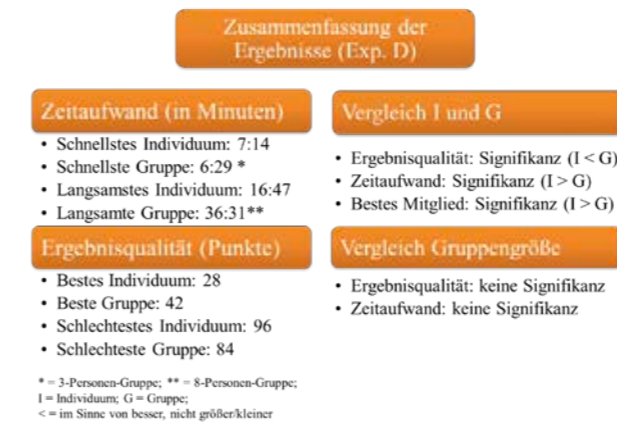 Zusammenfassung der
Ergebnisse (Exp. D)
Zeitaufwand (in Minuten)
• Schnellstes Individuum: 7:14
• Schnellste Gruppe: 6:29 *
• Langsamstes Individuum: 16:47
• Langsamte Gruppe: 36:31**
Ergebnisqualität (Punkte)
• Bestes Individuum: 28
• Beste Gruppe: 42
• Schlechtestes Individuum: 96
• Schlechteste Gruppe: 84
Vergleich I und G
• Ergebnisqualität: Signifikanz (I < G)
• Zeitaufwand: Signifikanz (I > G)
• Bestes Mitglied: Signifikanz (I > G)
Vergleich Gruppengröße
• Ergebnisqualität: keine Signifikanz
• Zeitaufwand: keine Signifikanz
* = 3-Personen-Gruppe; ** = 8-Personen-Gruppe;
I = Individuum; G = Gruppe;
< = im Sinne von besser, nicht größer/kleiner